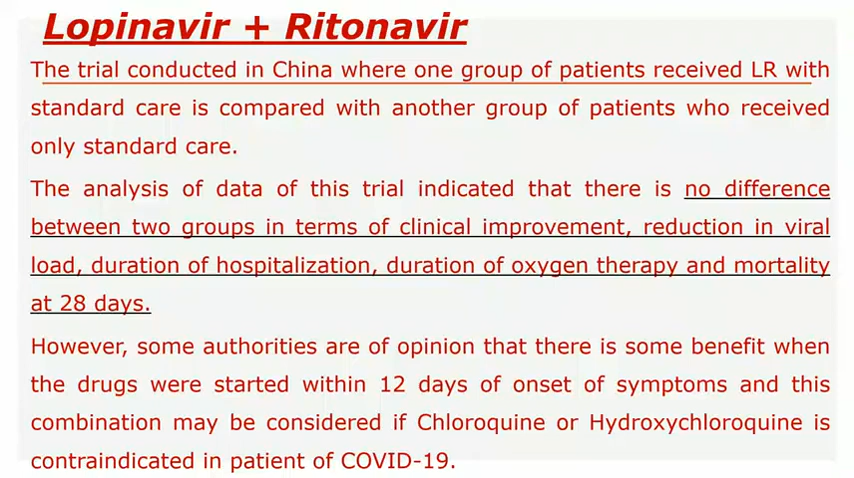 Lopinavir + Ritonavir
The trial conducted in China where one group of patients received LR with
standard care is compared with another group of patients who received
only standard care.
The analysis of data of this trial indicated that there is no difference
between two groups in terms of clinical improvement, reduction in viral
load, duration of hospitalization, duration of oxygen therapy and mortality
at 28 days.
However, some authorities are of opinion that there is some benefit when
the drugs were started within 12 days of onset of symptoms and this
combination may be considered if Chloroquine or Hydroxychloroquine is
contraindicated in patient of COVID-19.